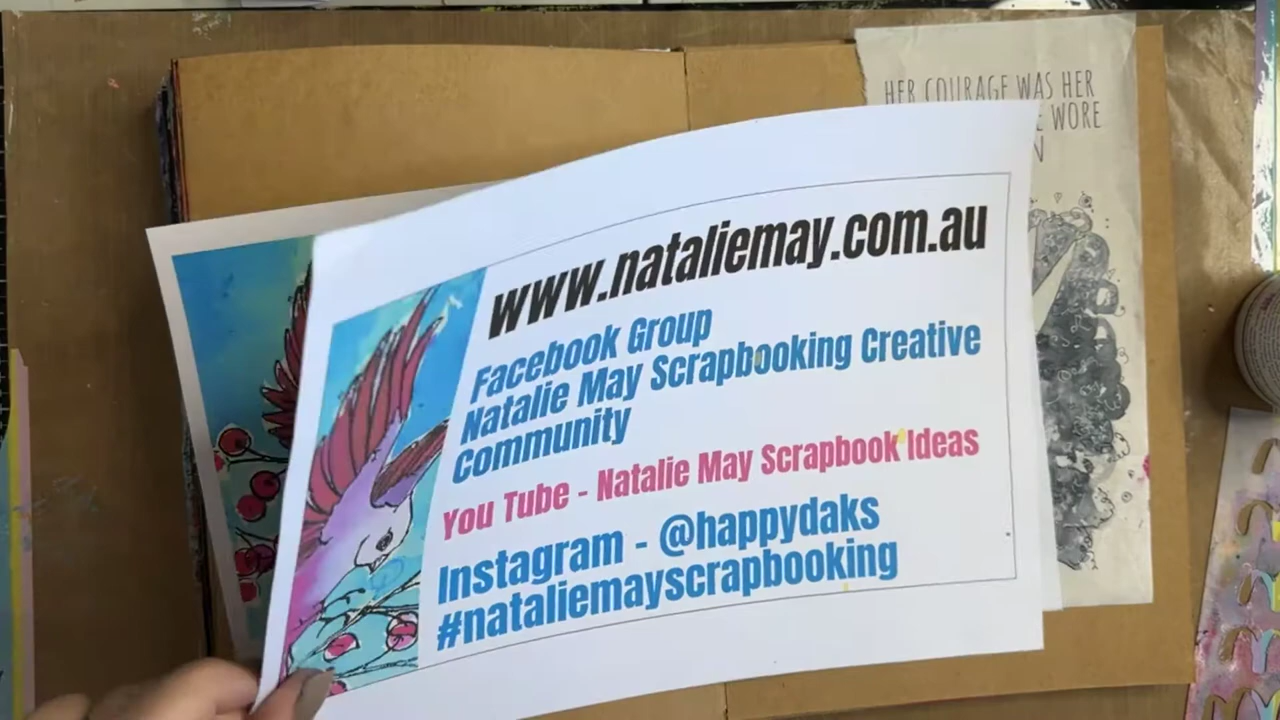 HER COURAGE WAS HER
WORE
www.nataliemay.com.au
Facebook Group
Natalie May Scrapbooking Creative
community
You Tube - Natalie May Scrapbook Ideas
Instagram - @happydaks
#nataliemayscrapbooking